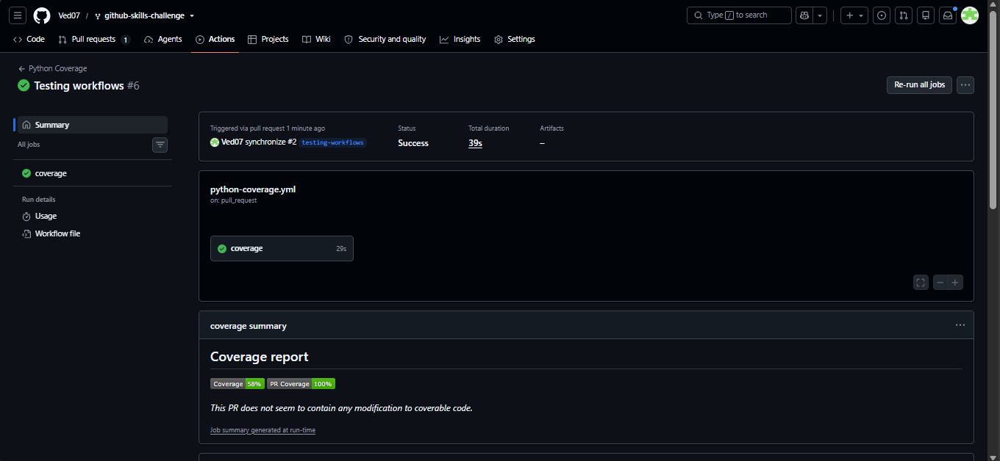 Ved07 / github-skills-challenge
Type / to search
Code
Pull requests 1
Agents
Actions
Projects
Wiki
Security and quality
Insights
Settings
Python Coverage
Testing workflows #6
Re-run all jobs
Summary
All jobs
coverage
Run details
Usage
Workflow file
Triggered via pull request 1 minute ago
Ved07 synchronize #2 testing-workflows
Status
Success
Total duration
39s
Artifacts
–
python-coverage.yml
on: pull_request
coverage 29s
coverage summary
Coverage report
Coverage 58% PR Coverage 100%
This PR does not seem to contain any modification to coverable code.
Job summary generated at run-time